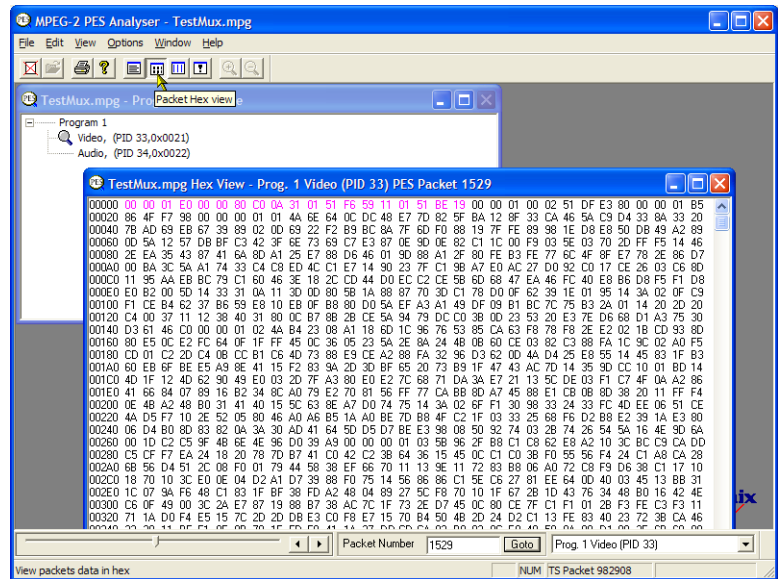 MPEG-2 PES Analyser - TestMux.mpg
File Edit View Options Window Help
TestMux.mpg - Pro
Packet Hex view
Program 1
Video, (PID 33,0x0021)
Audio, (PID 34,0x0022)
TestMux.mpg Hex View - Prog. 1 Video (PID 33) PES Packet 1529
00000 00 00 01 E0 00 00 80 C0 0A 31 01 51 F6 59 11 01 51 BE 19 00 00 01 00 02 51 DF E3 80 00 00 01 B5
00020 86 4F F7 98 00 00 00 01 01 4A 6E 64 0C DC 48 E7 7D 82 5F BA 12 8F 33 CA 46 5A C9 D4 33 8A 33 20
00040 7B AD 69 EB 67 39 89 02 0D 69 22 F2 B9 BC 8A 7F 6D F0 88 19 7F FE 89 98 1E D8 E8 50 DB 49 A2 89
00060 0D 5A 12 57 DB BF C3 42 3F 6E 73 69 C7 E3 87 0E 9D 0E 82 C1 1C 00 F9 03 5E 03 70 2D FF F5 14 46
00080 2E EA 35 43 87 41 6A 8D A1 25 E7 88 D6 46 01 9D 88 A1 2F 80 FE B3 FE 77 6C 4F 8F E7 78 2E 86 D7
000A0 00 BA 3C 5A A1 74 33 C4 C8 ED 4C C1 E7 14 90 23 7F C1 9B A7 E0 AC 27 D0 92 C0 17 CE 26 03 C6 8D
000C0 11 95 AA EB BC 79 C1 60 46 3E 18 2C CD 44 D0 EC C2 CE 5B 6D 68 47 EA 46 FC 40 E8 B6 D8 F5 F1 D8
000E0 E0 B2 00 5D 14 33 31 0A 11 3D 0D 80 5B 1A 88 87 70 3D C1 78 D0 0F 62 39 1E 01 95 14 3A 02 0F C9
00100 F1 CE B4 62 37 B6 59 E8 10 EB 0F B8 80 D0 5A EF A3 A1 49 DF 09 B1 BC 7C 75 B3 2A 01 14 20 2D 20
00120 C4 00 37 11 12 38 40 31 80 0C B7 8B 2B CE 5A 94 79 DC C0 3B 0D 23 53 20 E3 7E D6 68 D1 A3 75 30
00140 D3 61 46 C0 00 00 01 02 4A B4 23 08 A1 18 6D 1C 96 76 53 85 CA 63 F8 78 F8 2E E2 02 1B CD 93 8D
00160 80 E5 0C E2 FC 64 0F 1F FF 45 0C 36 05 23 5A 2E 8A 24 4B 0B 60 CE 03 82 C3 88 FA 1C 9C 02 A0 F5
00180 CD 01 C2 2D C4 0B CC B1 C6 4D 73 88 E9 CE A2 88 FA 32 96 D3 62 0D 4A D4 25 E8 55 14 45 83 1F B3
001A0 60 EB 6F BE E5 A9 8E 41 15 F2 83 9A 2D 3D BF 65 20 73 B9 1F 47 43 AC 7D 14 35 9D CC 10 01 BD 14
001C0 4D 1F 12 4D 62 90 49 E0 03 2D 7F A3 80 E0 E2 7C 68 71 DA 3A E7 21 13 5C DE 03 F1 C7 4F 0A A2 86
001E0 41 66 84 07 89 16 B2 34 8C A0 79 E2 70 81 56 FF 77 CA BB 8D A7 45 88 E1 CB 0B 8D 38 20 11 FF F4
00200 0E 4B A2 48 B0 31 41 40 15 5C 63 8E A7 D0 74 75 14 3A 02 6F F1 30 98 33 24 33 FC 4D EE 06 51 CE
00220 4A D5 F7 10 2E 52 05 80 46 A0 A6 B5 1A A0 BE 7D B8 4F C2 1F 03 33 25 68 F6 D2 B8 E2 39 1A E3 80
00240 06 D4 B0 8D 83 82 0A 3A 30 AD 41 64 5D D5 D7 BE E3 98 08 50 92 74 03 2B 74 26 54 5A 16 4E 9D 6A
00260 00 1D C2 C5 9F 4B 6E 4E 96 D0 39 A9 00 00 00 01 03 5B 96 2F B8 C1 C8 62 E8 A2 10 3C BC C9 CA DD
00280 C5 CF F7 EA 24 18 20 78 7D B7 41 C0 42 C2 3B 64 36 15 45 0C C1 C0 3B F0 55 56 F4 24 C1 A8 CA 28
002A0 6B 56 D4 51 2C 08 F0 01 79 44 58 38 EF 66 70 11 13 9E 11 72 83 B8 06 A0 72 C8 F9 D6 38 C1 17 10
002C0 18 70 10 3C E0 0E 04 D2 A1 D7 39 88 F0 75 14 56 86 86 C1 5E C6 27 81 EE 64 0D 40 03 45 13 BB 31
002E0 1C 07 9A F6 48 C1 83 1F BF 38 FD A2 48 04 89 27 5C F8 70 10 1F 67 2B 1D 43 76 34 48 B0 16 42 4E
00300 C6 0F 49 00 3C 2A E7 87 19 88 B7 38 AC 7C 1F 73 2E D7 45 0C 80 CE 7F C1 F1 01 2B F3 FE C3 F3 11
00320 71 1A D0 F4 E5 15 7C 2D 2D DB E3 C0 F8 E7 15 70 B4 50 4B 2D 24 D2 C1 13 FE 83 40 23 72 3B CA 46
ix
Packet Number 1529 Goto Prog. 1 Video (PID 33)
View packets data in hex NUM TS Packet 982908